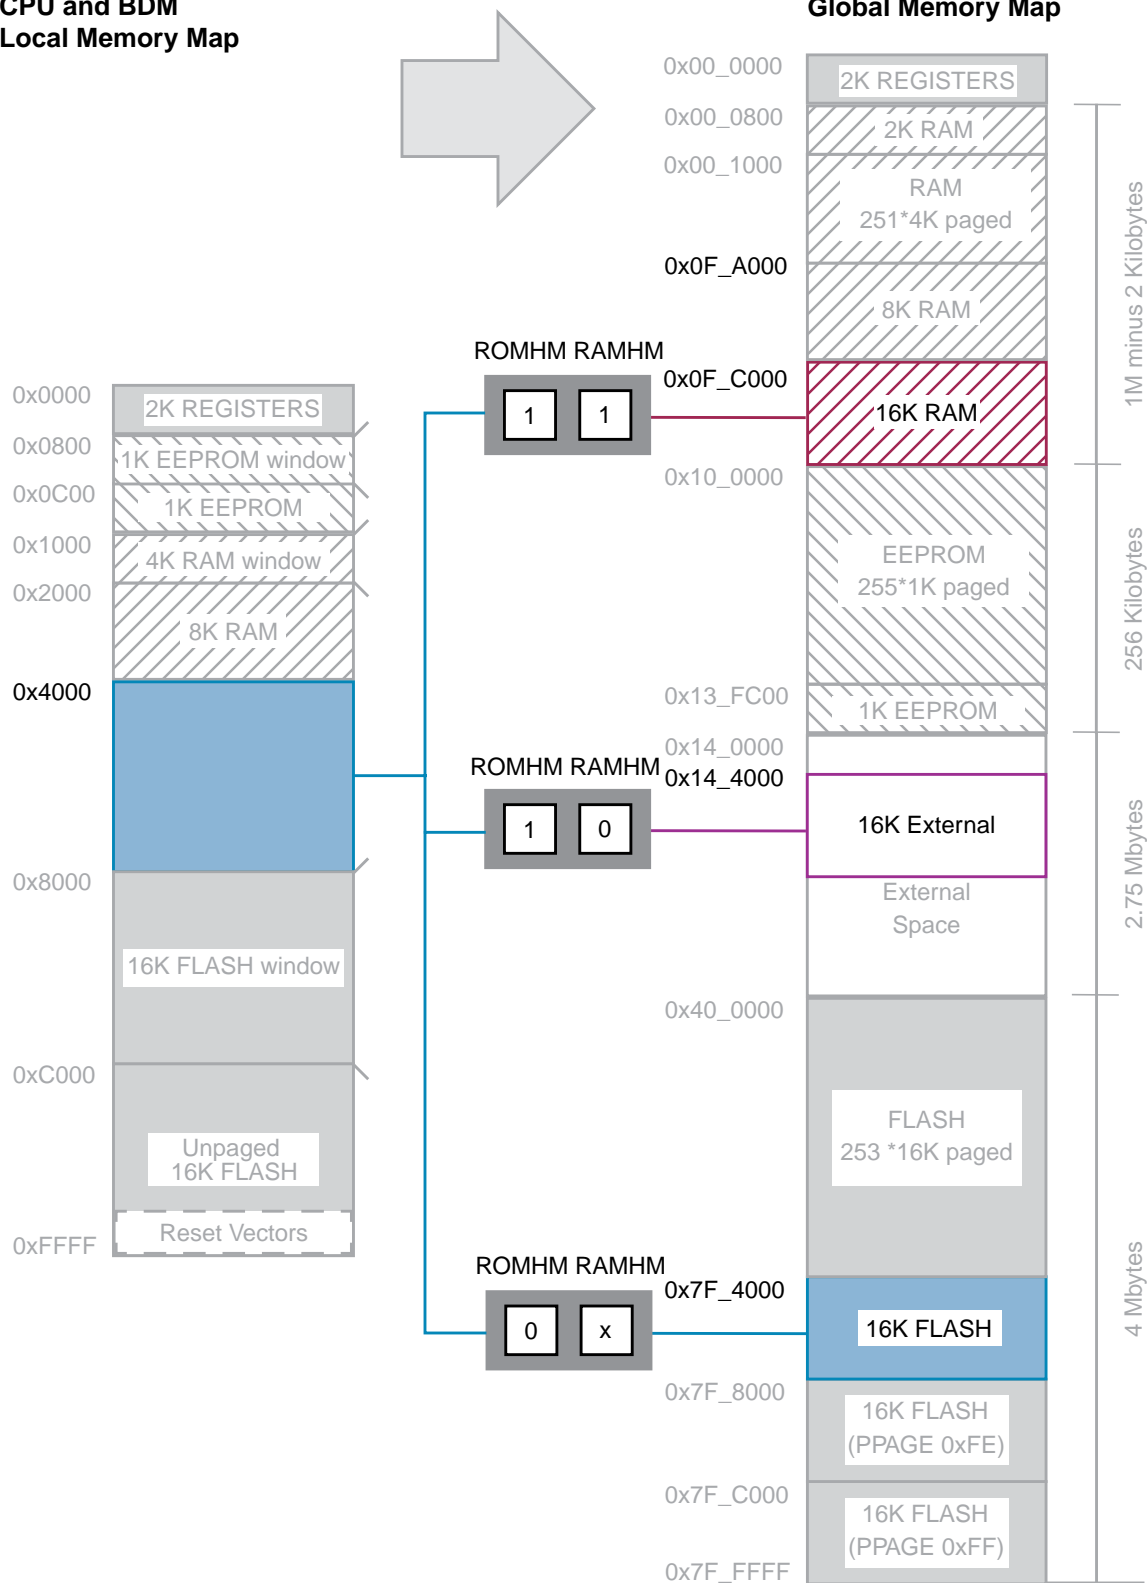 CPU and BDM
Local Memory Map
Global Memory Map
0x0000
2K REGISTERS
0x0800
1K EEPROM window
0x0C00
1K EEPROM
0x1000
4K RAM window
0x2000
8K RAM
0x4000
0x8000
16K FLASH window
0xC000
Unpaged
16K FLASH
Reset Vectors
0xFFFF
ROMHM RAMHM
1 1
ROMHM RAMHM
1 0
ROMHM RAMHM
0 x
0x00_0000
2K REGISTERS
0x00_0800
2K RAM
0x00_1000
RAM
251*4K paged
0x0F_A000
8K RAM
0x0F_C000
16K RAM
0x10_0000
EEPROM
255*1K paged
0x13_FC00
1K EEPROM
0x14_0000
0x14_4000
16K External
External
Space
0x40_0000
FLASH
253 *16K paged
0x7F_4000
16K FLASH
0x7F_8000
16K FLASH
(PPAGE 0xFE)
0x7F_C000
16K FLASH
(PPAGE 0xFF)
0x7F_FFFF
1M minus 2 Kilobytes
256 Kilobytes
2.75 Mbytes
4 Mbytes